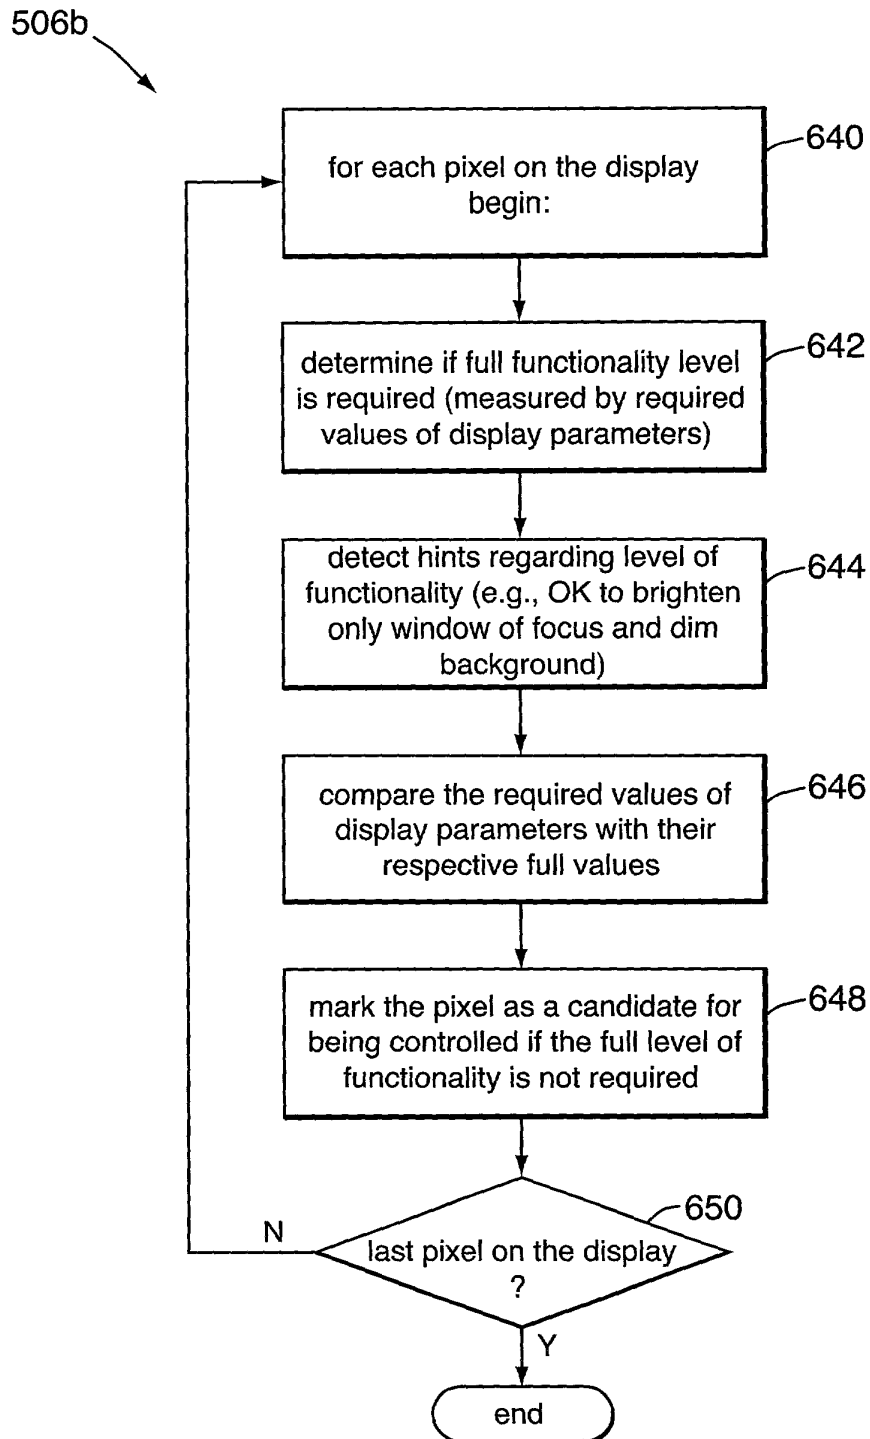 506b
for each pixel on the display
begin:
640
determine if full functionality level
is required (measured by required
values of display parameters)
642
detect hints regarding level of
functionality (e.g., OK to brighten
only window of focus and dim
background)
644
compare the required values of
display parameters with their
respective full values
646
mark the pixel as a candidate for
being controlled if the full level of
functionality is not required
648
650
N
last pixel on the display
?
Y
end